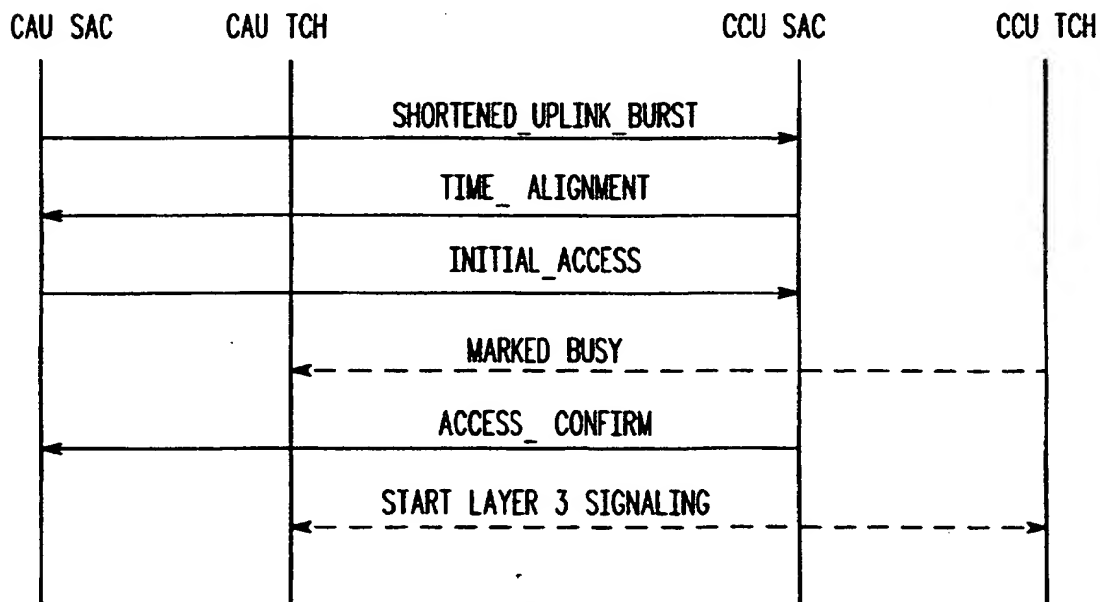 CAU SAC CAU TCH CCU SAC CCU TCH
SHORTENED_UPLINK_BURST
TIME_ ALIGNMENT
INITIAL_ACCESS
MARKED BUSY
ACCESS_ CONFIRM
START LAYER 3 SIGNALING